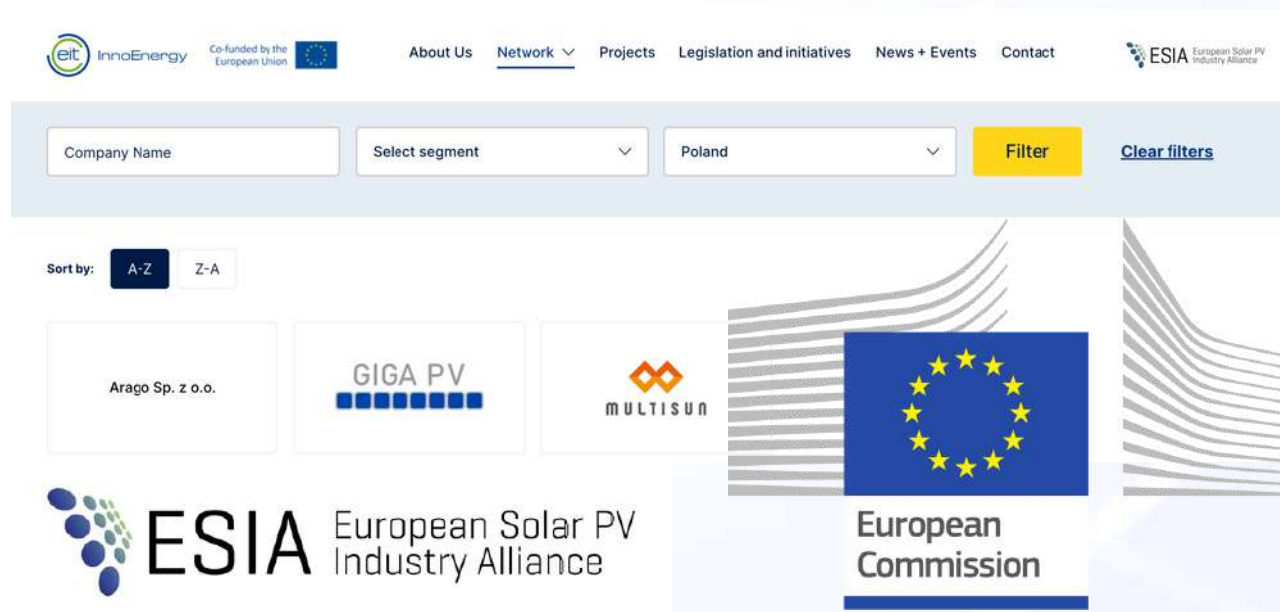 eit InnoEnergy
Co-funded by the
European Union
About Us Network Projects Legislation and initiatives News + Events Contact
ESIA European Solar PV
Industry Alliance
Company Name Select segment Poland Filter Clear filters
Sort by: A-Z Z-A
Arago Sp. z o.o.
GIGA PV
MULTISUN
ESIA European Solar PV
Industry Alliance
European
Commission